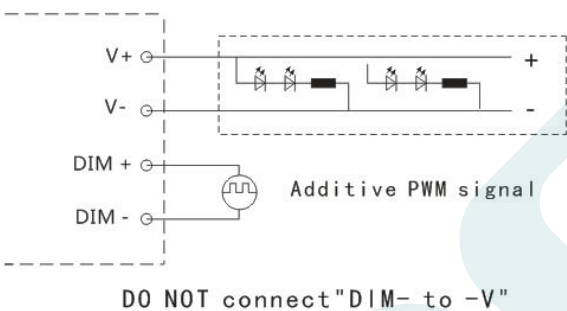 V+
+
V-
-
DIM +
Additive PWM signal
DIM -
DO NOT connect"DIM- to -V"